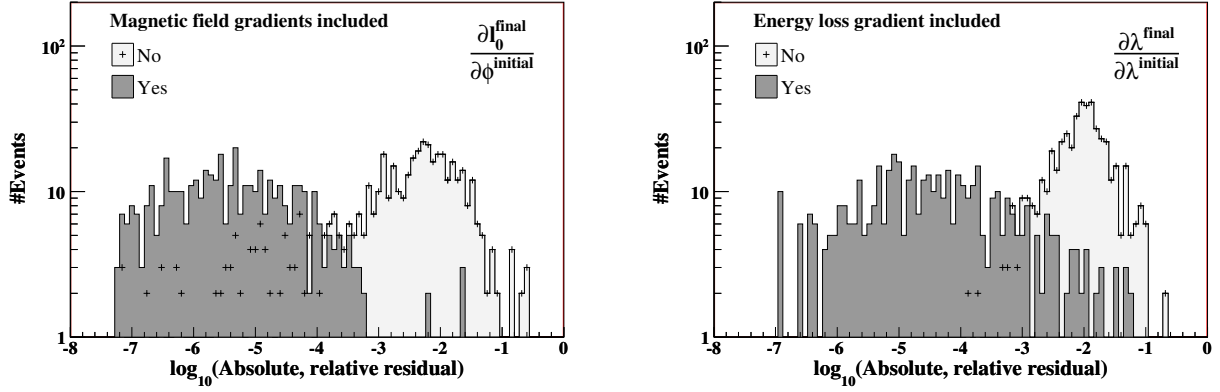 Magnetic field gradients included
No
Yes
∂l₀^final
∂ϕ^initial
10²
10
1
#Events
-8 -7 -6 -5 -4 -3 -2 -1 0
log₁₀(Absolute, relative residual)
Energy loss gradient included
No
Yes
∂λ^final
∂λ^initial
10²
10
1
#Events
-8 -7 -6 -5 -4 -3 -2 -1 0
log₁₀(Absolute, relative residual)